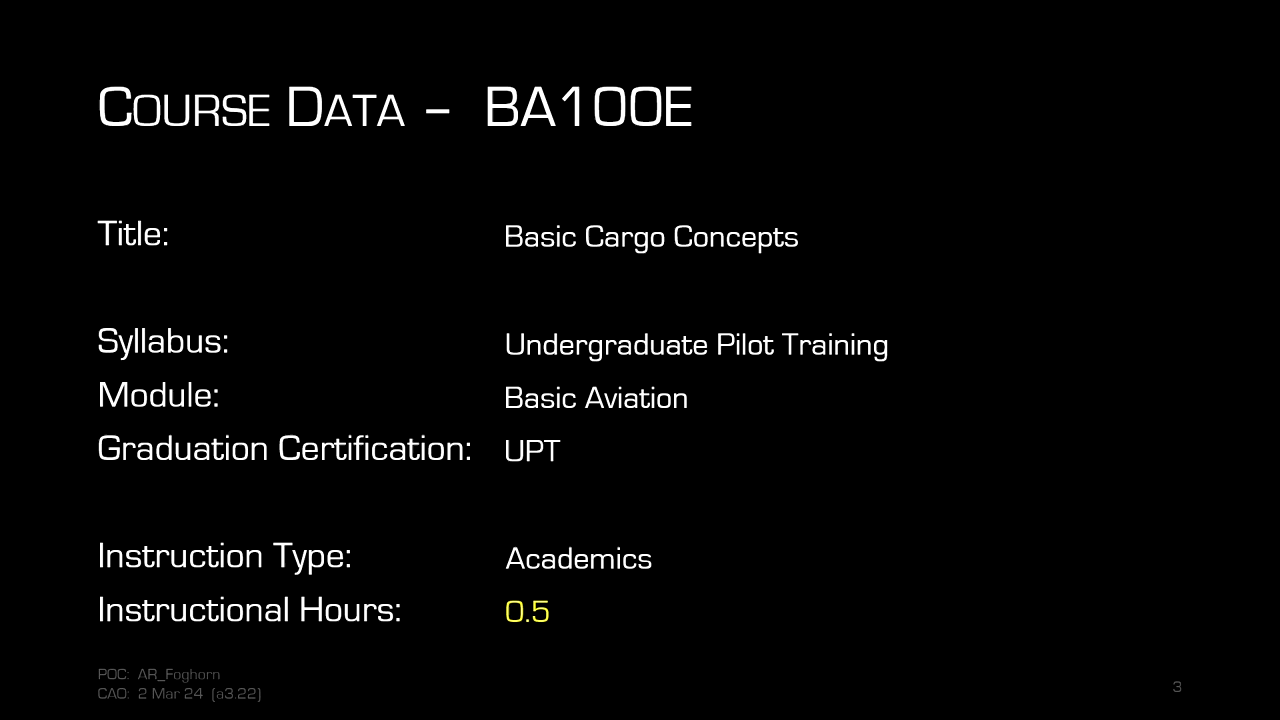 Course Data – BA100E
Title: Basic Cargo Concepts
Syllabus: Undergraduate Pilot Training
Module: Basic Aviation
Graduation Certification: UPT
Instruction Type: Academics
Instructional Hours: 0.5
POC: AR_Foghorn
CAO: 2 Mar 24 (a3.22)
3